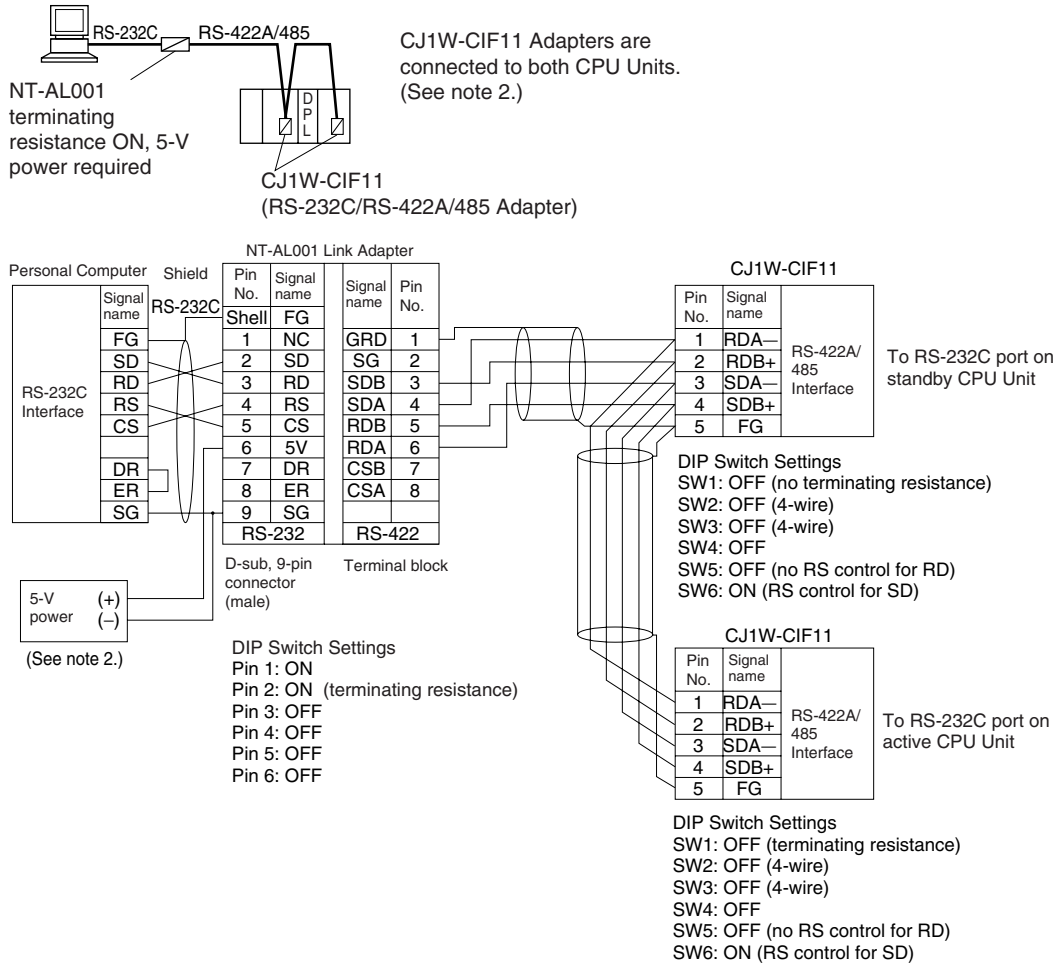 RS-232C
RS-422A/485
CJ1W-CIF11 Adapters are
connected to both CPU Units.
(See note 2.)
NT-AL001
terminating
resistance ON, 5-V
power required
D
P
L
CJ1W-CIF11
(RS-232C/RS-422A/485 Adapter)
NT-AL001 Link Adapter
Personal Computer
Shield
RS-232C
RS-232C
Interface
Signal
name
FG
SD
RD
RS
CS
DR
ER
SG
Pin
No.
Signal
name
Shell FG
1 NC
2 SD
3 RD
4 RS
5 CS
6 5V
7 DR
8 ER
9 SG
RS-232
Signal
name
Pin
No.
GRD 1
SG 2
SDB 3
SDA 4
RDB 5
RDA 6
CSB 7
CSA 8
RS-422
D-sub, 9-pin
connector
(male)
Terminal block
5-V
power
(+)
(–)
(See note 2.)
DIP Switch Settings
Pin 1: ON
Pin 2: ON (terminating resistance)
Pin 3: OFF
Pin 4: OFF
Pin 5: OFF
Pin 6: OFF
CJ1W-CIF11
Pin
No.
Signal
name
1 RDA—
2 RDB+
3 SDA—
4 SDB+
5 FG
RS-422A/
485
Interface
To RS-232C port on
standby CPU Unit
DIP Switch Settings
SW1: OFF (no terminating resistance)
SW2: OFF (4-wire)
SW3: OFF (4-wire)
SW4: OFF
SW5: OFF (no RS control for RD)
SW6: ON (RS control for SD)
CJ1W-CIF11
Pin
No.
Signal
name
1 RDA—
2 RDB+
3 SDA—
4 SDB+
5 FG
RS-422A/
485
Interface
To RS-232C port on
active CPU Unit
DIP Switch Settings
SW1: OFF (terminating resistance)
SW2: OFF (4-wire)
SW3: OFF (4-wire)
SW4: OFF
SW5: OFF (no RS control for RD)
SW6: ON (RS control for SD)